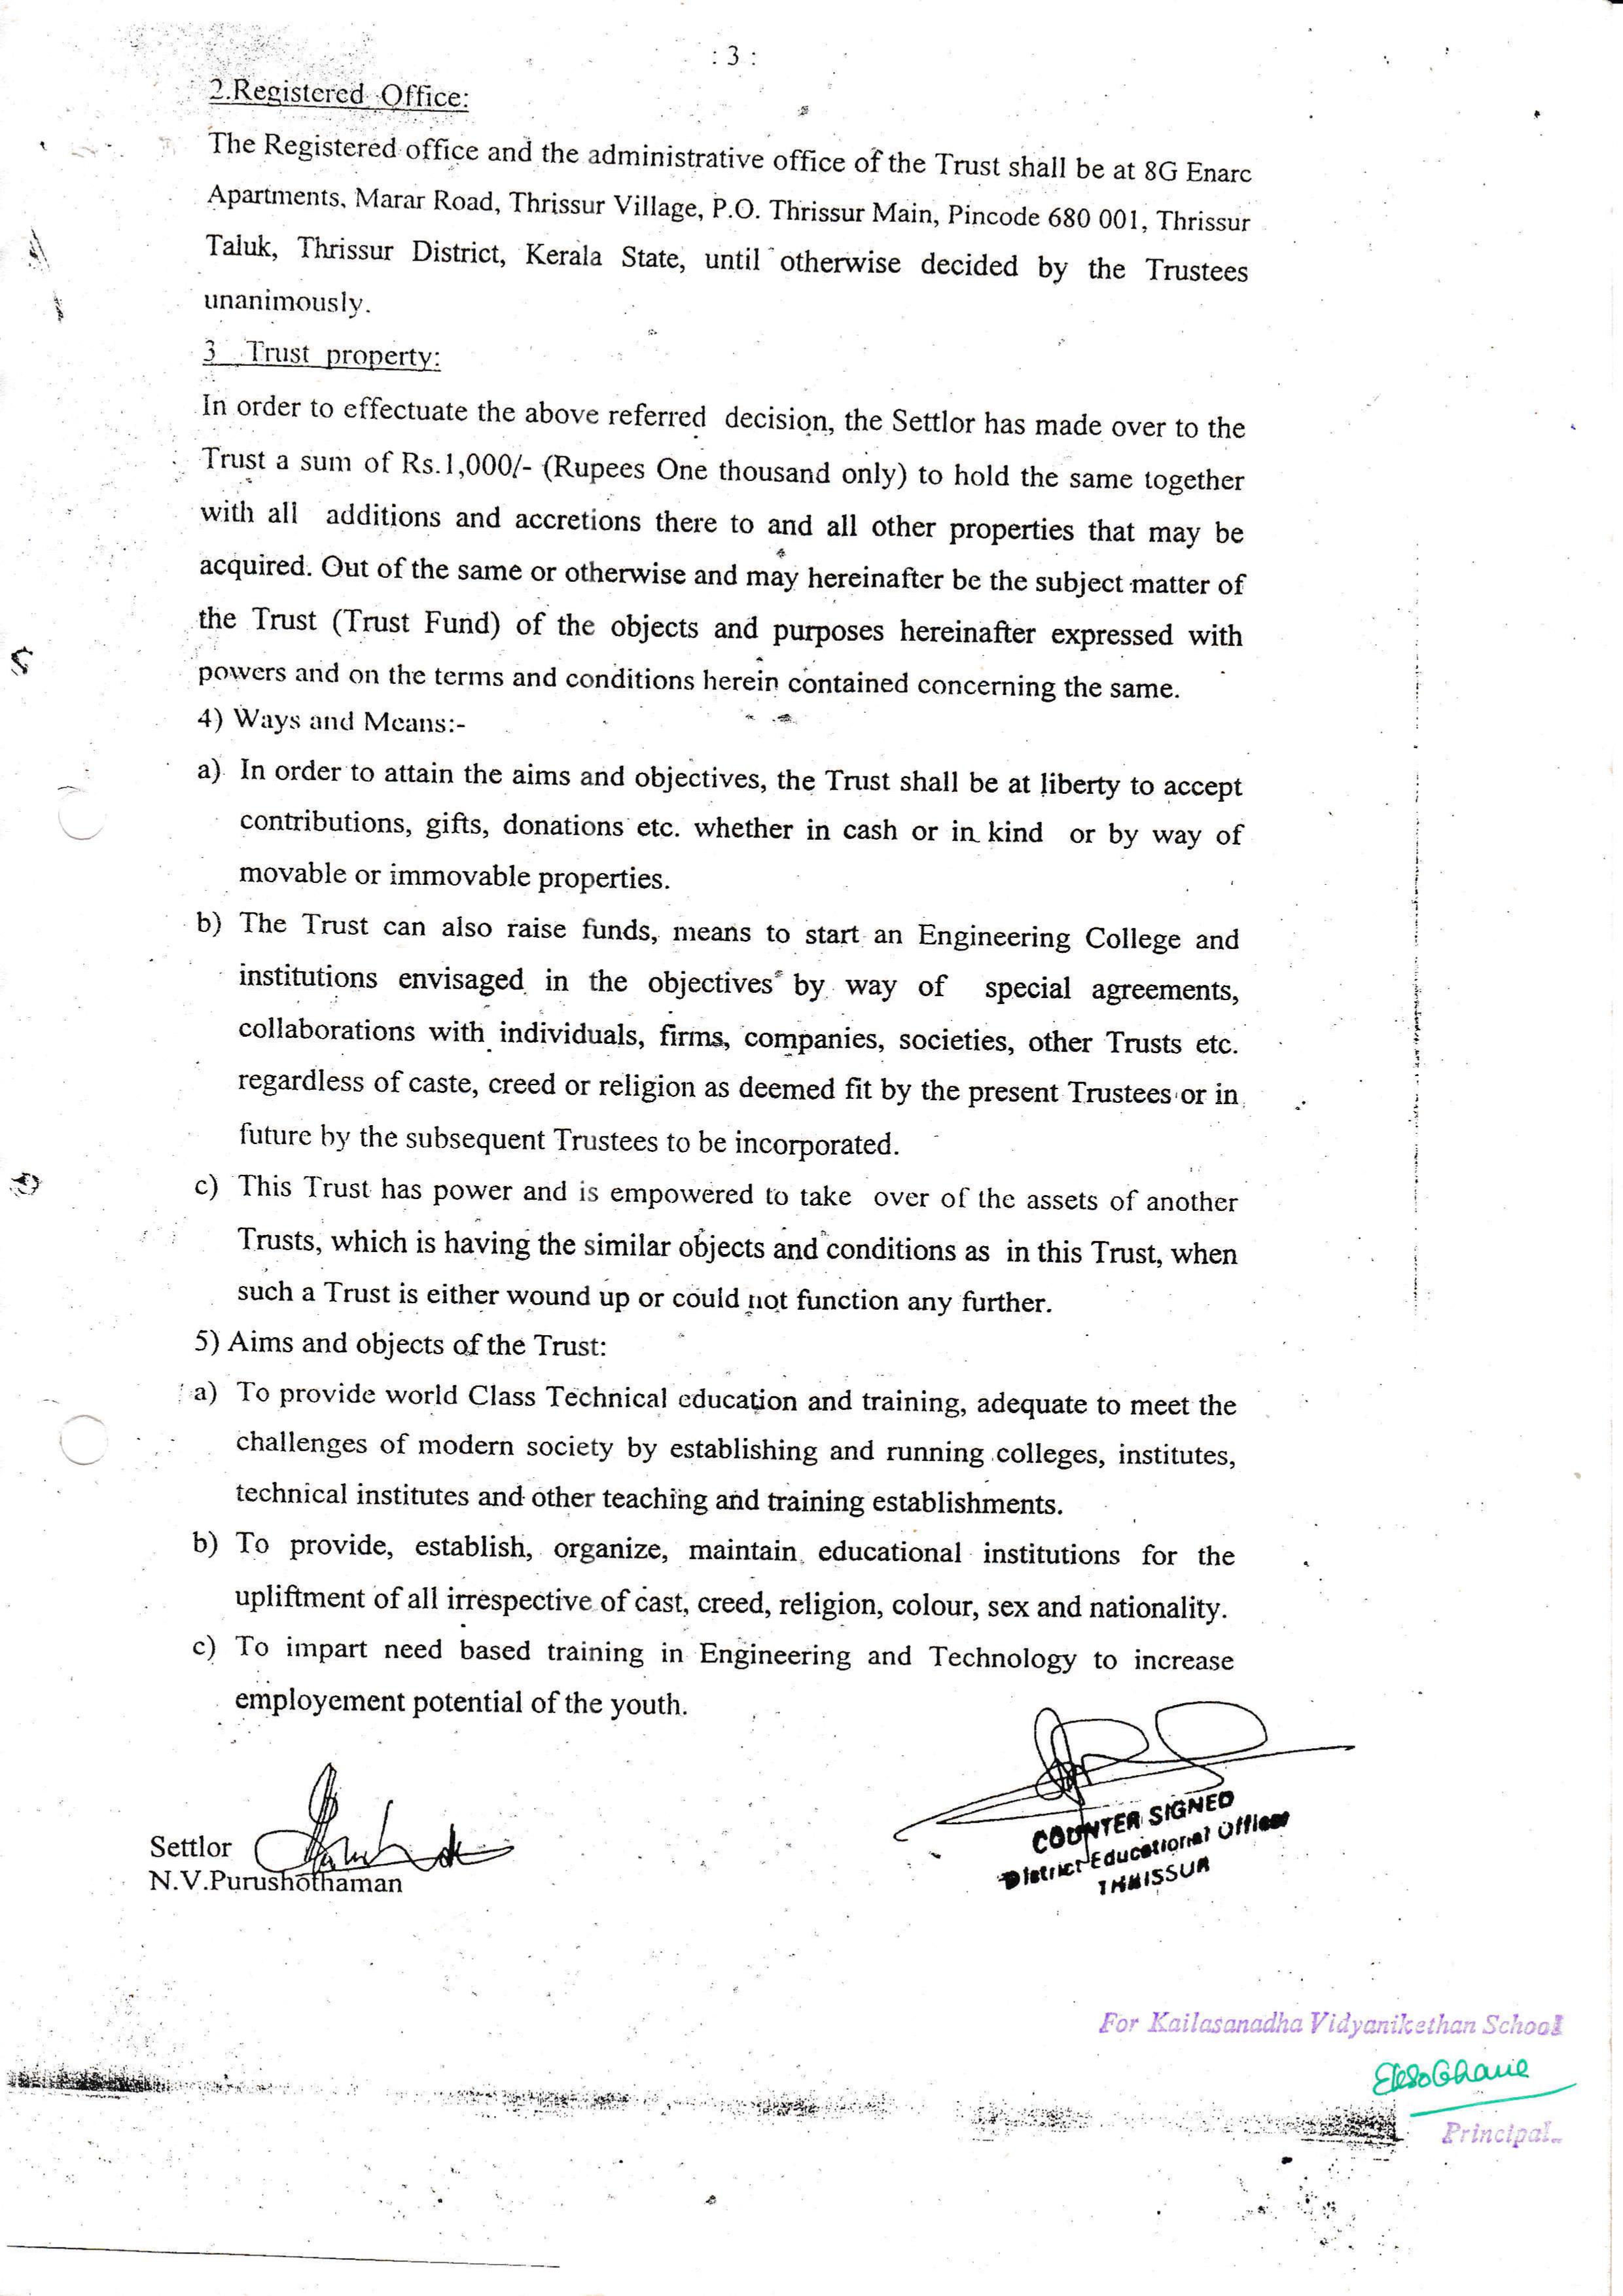 : 3 :
2.Registered Office:
The Registered office and the administrative office of the Trust shall be at 8G Enarc
Apartments, Marar Road, Thrissur Village, P.O. Thrissur Main, Pincode 680 001, Thrissur
Taluk, Thrissur District, Kerala State, until otherwise decided by the Trustees
unanimously.
3 Trust property:
In order to effectuate the above referred decision, the Settlor has made over to the
Trust a sum of Rs.1,000/- (Rupees One thousand only) to hold the same together
with all additions and accretions there to and all other properties that may be
acquired. Out of the same or otherwise and may hereinafter be the subject matter of
the Trust (Trust Fund) of the objects and purposes hereinafter expressed with
powers and on the terms and conditions herein contained concerning the same.
4) Ways and Means:-
a) In order to attain the aims and objectives, the Trust shall be at liberty to accept
contributions, gifts, donations etc. whether in cash or in kind or by way of
movable or immovable properties.
b) The Trust can also raise funds, means to start an Engineering College and
institutions envisaged in the objectives by way of special agreements,
collaborations with individuals, firms, companies, societies, other Trusts etc.
regardless of caste, creed or religion as deemed fit by the present Trustees or in
future by the subsequent Trustees to be incorporated.
c) This Trust has power and is empowered to take over of the assets of another
Trusts, which is having the similar objects and conditions as in this Trust, when
such a Trust is either wound up or could not function any further.
5) Aims and objects of the Trust:
a) To provide world Class Technical education and training, adequate to meet the
challenges of modern society by establishing and running colleges, institutes,
technical institutes and other teaching and training establishments.
b) To provide, establish, organize, maintain educational institutions for the
upliftment of all irrespective of cast, creed, religion, colour, sex and nationality.
c) To impart need based training in Engineering and Technology to increase
employement potential of the youth.
Settlor
N.V.Purushothaman
COUNTER SIGNED
District Educational Officer
THRISSUR
For Kailasanadha Vidyanikethan School
Principal